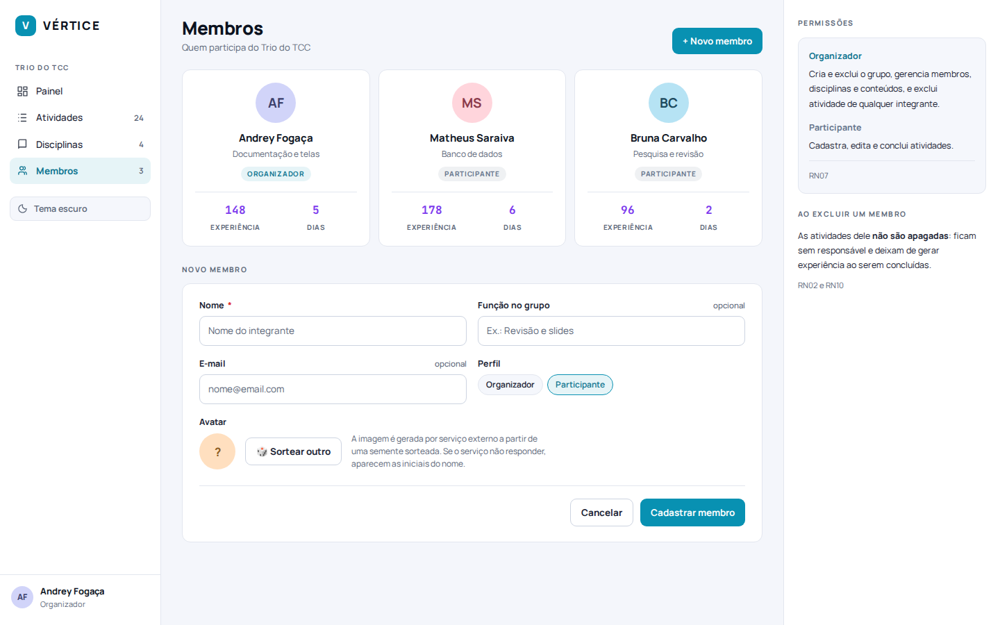 V VÉRTICE
TRIO DO TCC
Painel
Atividades 24
Disciplinas 4
Membros 3
Tema escuro
AF Andrey Fogaça
Organizador
Membros
Quem participa do Trio do TCC
+ Novo membro
AF
Andrey Fogaça
Documentação e telas
ORGANIZADOR
148 5
EXPERIÊNCIA DIAS
MS
Matheus Saraiva
Banco de dados
PARTICIPANTE
178 6
EXPERIÊNCIA DIAS
BC
Bruna Carvalho
Pesquisa e revisão
PARTICIPANTE
96 2
EXPERIÊNCIA DIAS
NOVO MEMBRO
Nome *
Nome do integrante
Função no grupo opcional
Ex.: Revisão e slides
E-mail opcional
nome@email.com
Perfil
Organizador Participante
Avatar
?
🎲 Sortear outro
A imagem é gerada por serviço externo a partir de
uma semente sorteada. Se o serviço não responder,
aparecem as iniciais do nome.
Cancelar Cadastrar membro
PERMISSÕES
Organizador
Cria e exclui o grupo, gerencia membros,
disciplinas e conteúdos, e exclui
atividade de qualquer integrante.
Participante
Cadastra, edita e conclui atividades.
RN07
AO EXCLUIR UM MEMBRO
As atividades dele não são apagadas: ficam
sem responsável e deixam de gerar
experiência ao serem concluídas.
RN02 e RN10